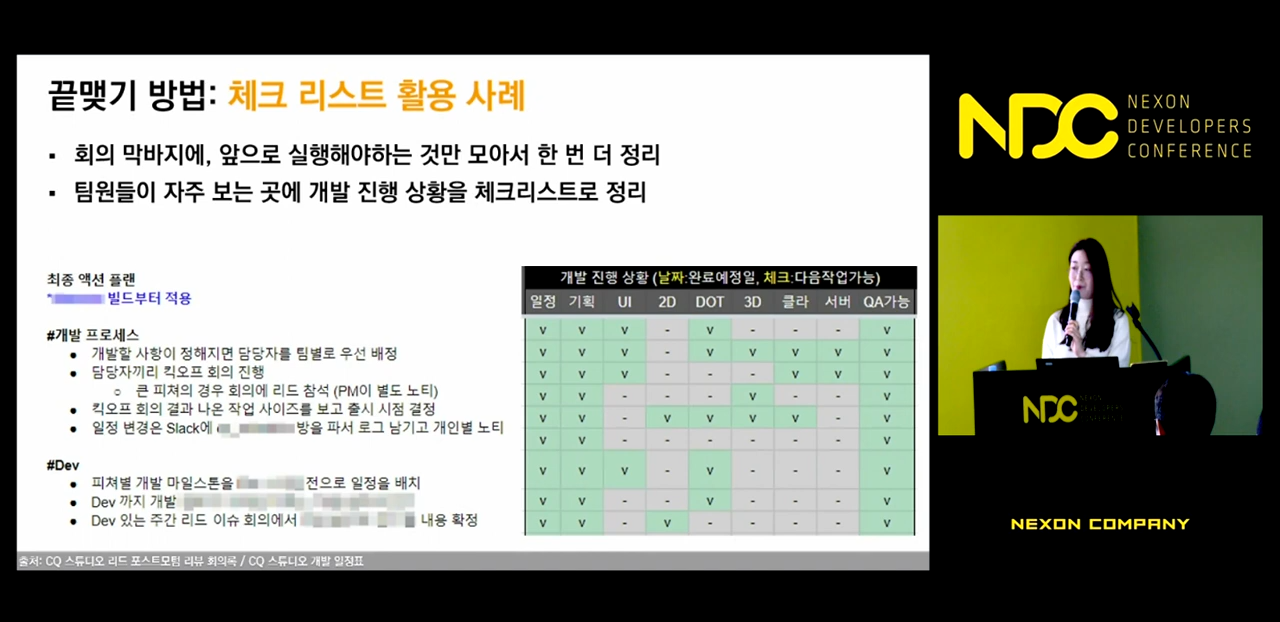 끝맺기 방법: 체크 리스트 활용 사례
▪ 회의 막바지에, 앞으로 실행해야하는 것만 모아서 한 번 더 정리
▪ 팀원들이 자주 보는 곳에 개발 진행 상황을 체크리스트로 정리
최종 액션 플랜
빌드부터 적용
#개발 프로세스
● 개발할 사항이 정해지면 담당자를 팀별로 우선 배정
● 담당자끼리 킥오프 회의 진행
○ 큰 피쳐의 경우 회의에 리드 참석 (PM이 별도 노티)
● 킥오프 회의 결과 나온 작업 사이즈를 보고 출시 시점 결정
● 일정 변경은 Slack에 방을 파서 로그 남기고 개인별 노티
#Dev
● 피쳐별 개발 마일스톤을 전으로 일정을 배치
● Dev 까지 개발
● Dev 있는 주간 리드 이슈 회의에서 내용 확정
개발 진행 상황 (날짜:완료예정일, 체크:다음작업가능)
일정 기획 UI 2D DOT 3D 클라 서버 QA가능
v v v - v - - - v
v v v - v v v v v
v v v - - - v v v
v v - - - v - - v
v v - v v v v - v
v v - - - - - - v
v v v - v - - - v
v v - - v - - - v
v v - v - - - - v
출처: CQ 스튜디오 리드 포스트모텀 리뷰 회의록 / CQ 스튜디오 개발 일정표
NDC NEXON
DEVELOPERS
CONFERENCE
NDC NEXON
DEVELOPERS
CONFERENCE
NEXON COMPANY